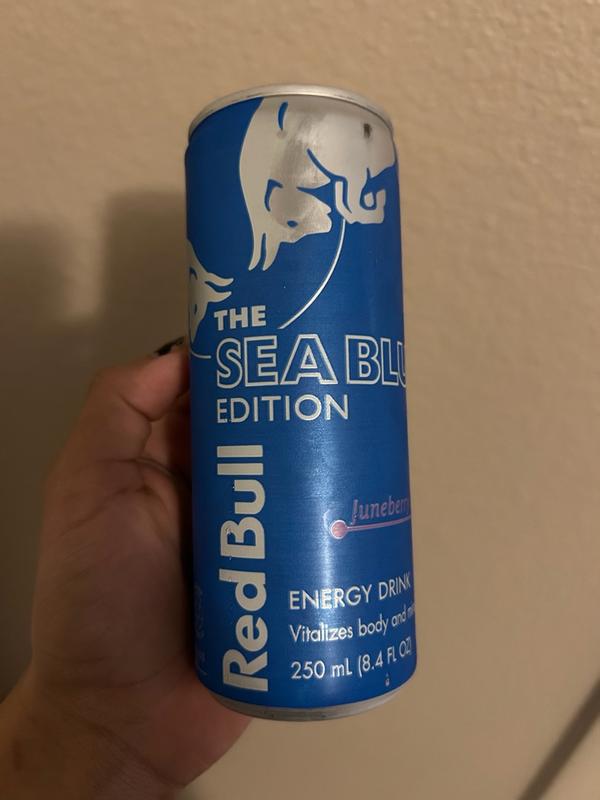 THE
SEA BLU
EDITION
Red Bull
Juneberry
ENERGY DRINK
Vitalizes body and m
250 mL (8.4 FL OZ)